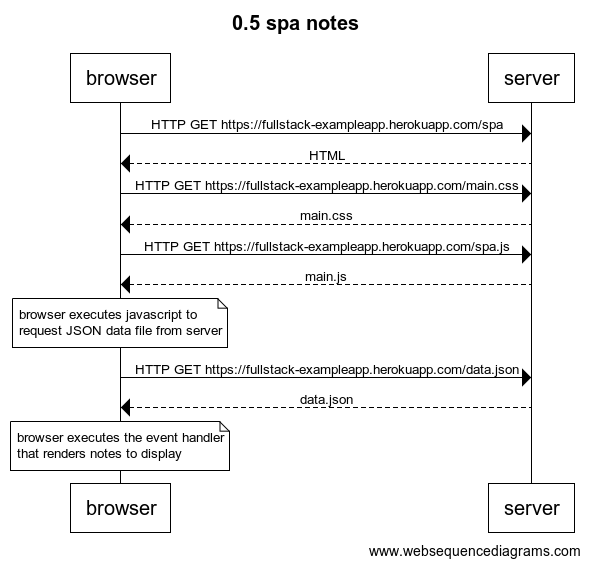 0.5 spa notes
browser
server
HTTP GET https://fullstack-exampleapp.herokuapp.com/spa
HTML
HTTP GET https://fullstack-exampleapp.herokuapp.com/main.css
main.css
HTTP GET https://fullstack-exampleapp.herokuapp.com/spa.js
main.js
browser executes javascript to
request JSON data file from server
HTTP GET https://fullstack-exampleapp.herokuapp.com/data.json
data.json
browser executes the event handler
that renders notes to display
browser
server
www.websequencediagrams.com